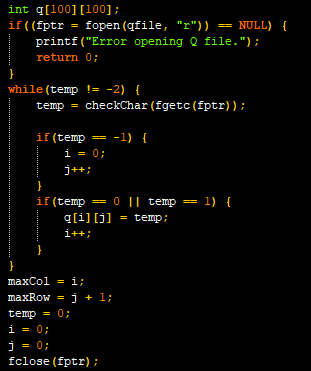 int q[100][100];
if((fptr = fopen(qfile, "r")) == NULL) {
printf("Error opening Q file.");
return 0;
}
while(temp != -2) {
temp = checkChar(fgetc(fptr));
if(temp == -1) {
i = 0;
j++;
}
if(temp == 0 || temp == 1) {
q[i][j] = temp;
i++;
}
}
maxCol = i;
maxRow = j + 1;
temp = 0;
i = 0;
j = 0;
fclose(fptr);